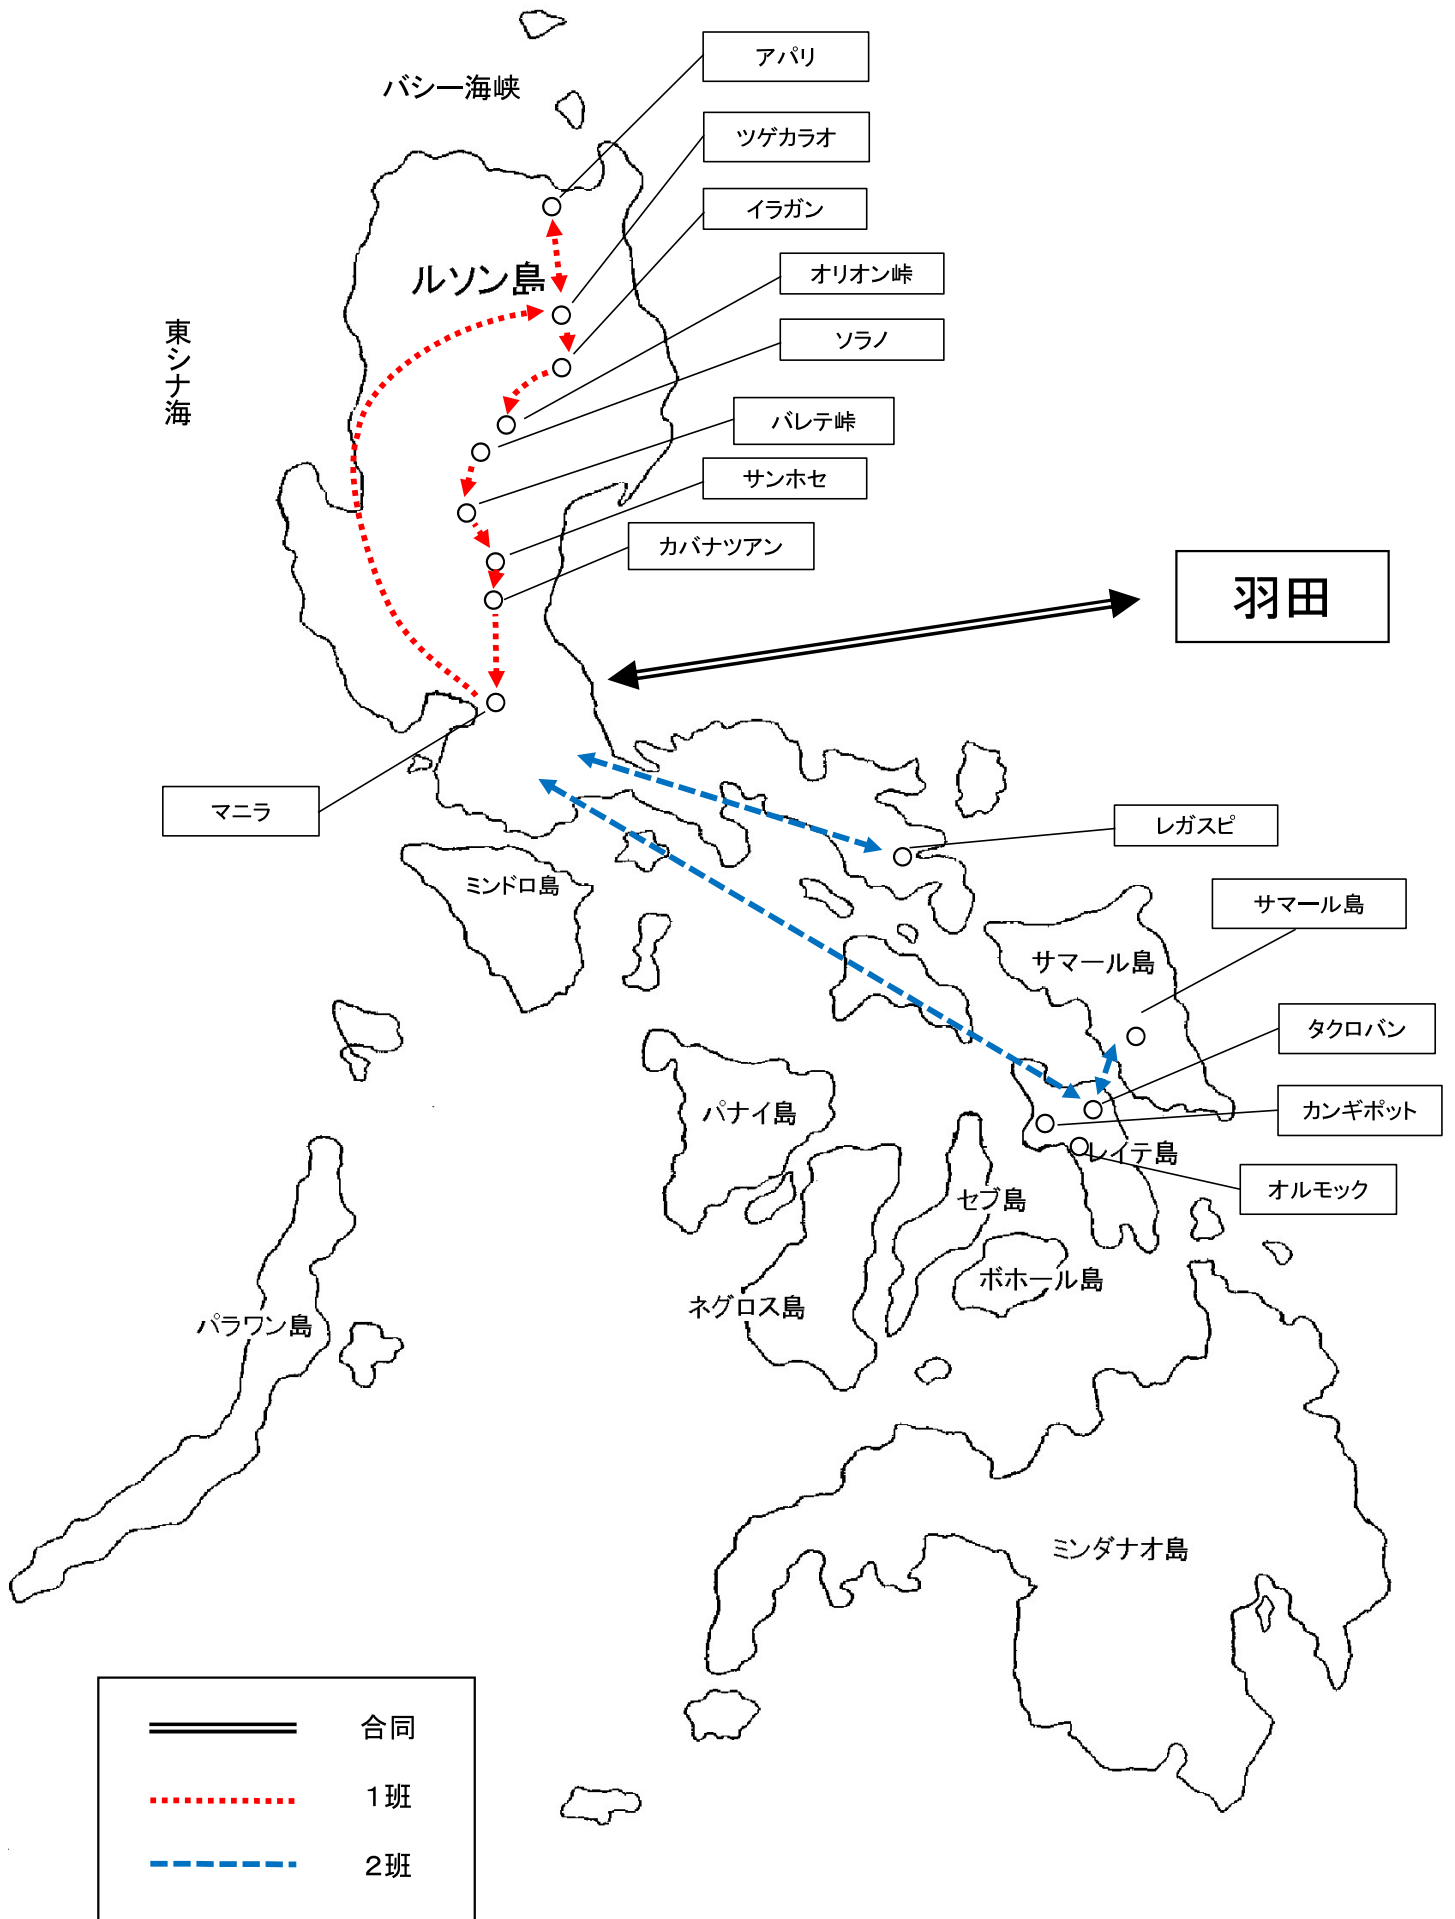 アパリ
バシー海峡
ツゲカラオ
イラガン
ルソン島
オリオン峠
東シナ海
ソラノ
バレテ峠
サンホセ
カバナツアン
羽田
マニラ
レガスピ
ミンドロ島
サマール島
サマール島
タクロバン
パナイ島
カンギポット
レイテ島
オルモック
セブ島
ボホール島
ネグロス島
パラワン島
ミンダナオ島
合同
1班
2班